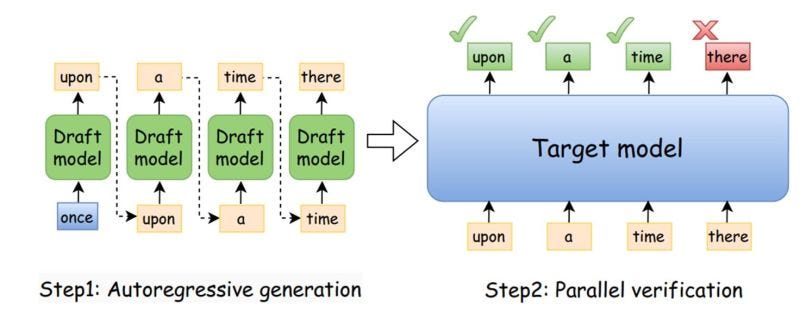 upon a time there
upon a time there
Draft model Draft model Draft model Draft model
Target model
once upon a time
upon a time there
Step1: Autoregressive generation
Step2: Parallel verification